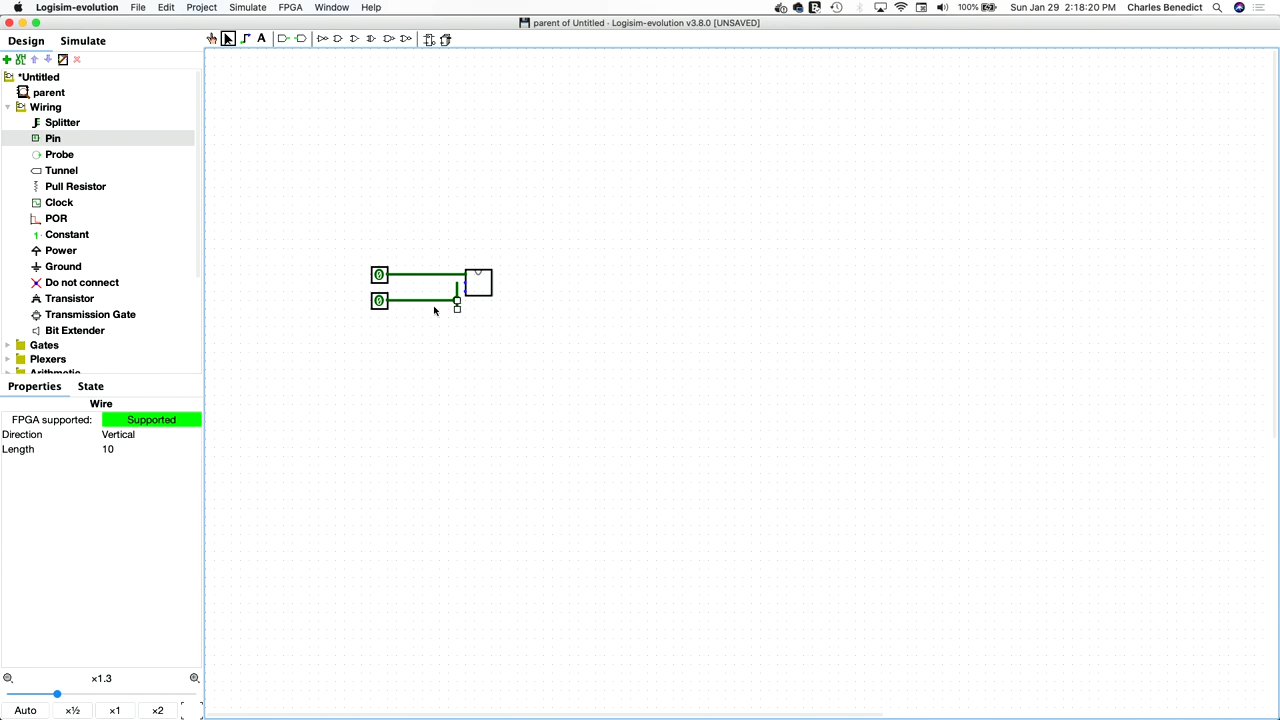 Logisim-evolution File Edit Project Simulate FPGA Window Help 100% Sun Jan 29 2:18:20 PM Charles Benedict
parent of Untitled · Logisim-evolution v3.8.0 [UNSAVED]
Design Simulate
A
*Untitled
parent
Wiring
Splitter
Pin
Probe
Tunnel
Pull Resistor
Clock
POR
Constant
Power
Ground
Do not connect
Transistor
Transmission Gate
Bit Extender
Gates
Plexers
Arithmetic
0
0
Properties State
Wire
FPGA supported: Supported
Direction Vertical
Length 10
×1.3
Auto ×½ ×1 ×2